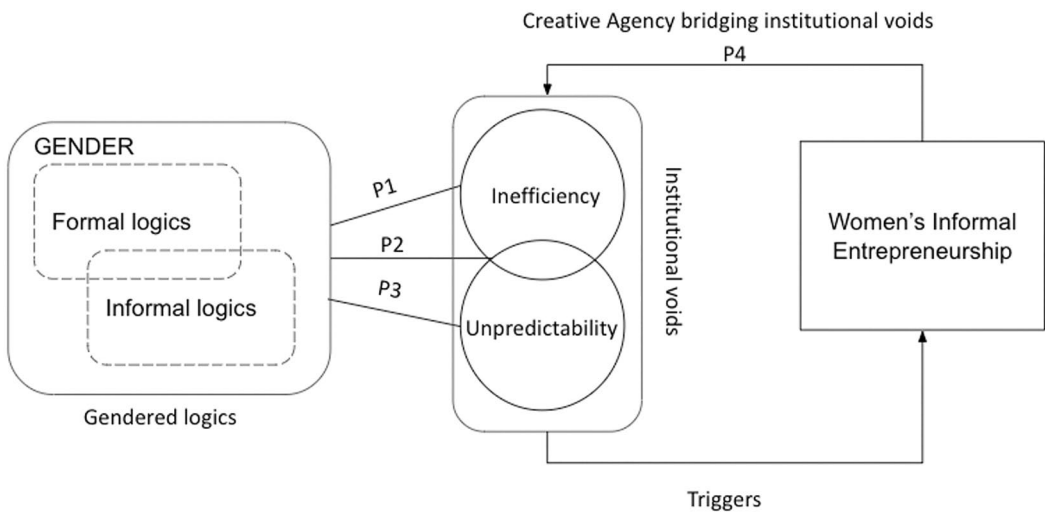 Creative Agency bridging institutional voids
P4
GENDER
Formal logics
Informal logics
Gendered logics
P1
P2
P3
Inefficiency
Unpredictability
Institutional voids
Women’s Informal
Entrepreneurship
Triggers